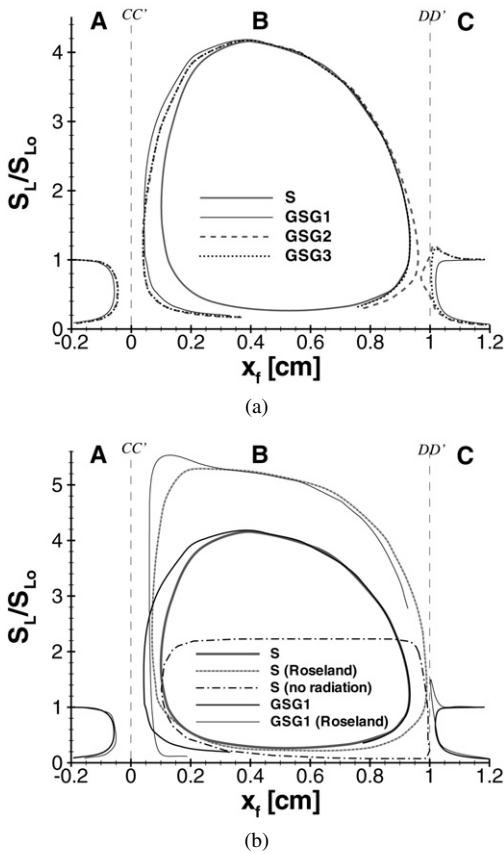 CC' DD'
A B C
4
3
2
1
0
S_L/S_Lo
S
GSG1
GSG2
GSG3
-0.2 0 0.2 0.4 0.6 0.8 1 1.2
x_f [cm]
(a)
CC' DD'
A B C
5
4
3
2
1
0
S_L/S_Lo
S
S (Roseland)
S (no radiation)
GSG1
GSG1 (Roseland)
-0.2 0 0.2 0.4 0.6 0.8 1 1.2
x_f [cm]
(b)